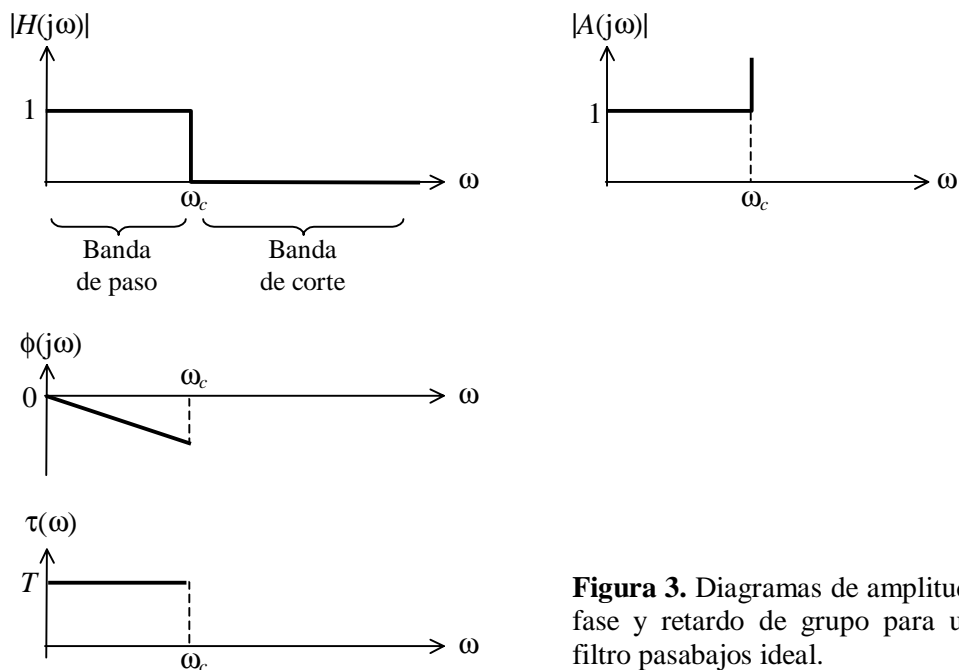 |H(jω)|
1
ω
ω_c
Banda
de paso
Banda
de corte
|A(jω)|
1
ω
ω_c
ϕ(jω)
ω_c
0
ω
τ(ω)
T
ω
ω_c
Figura 3. Diagramas de amplitud
fase y retardo de grupo para u
filtro pasabajos ideal.